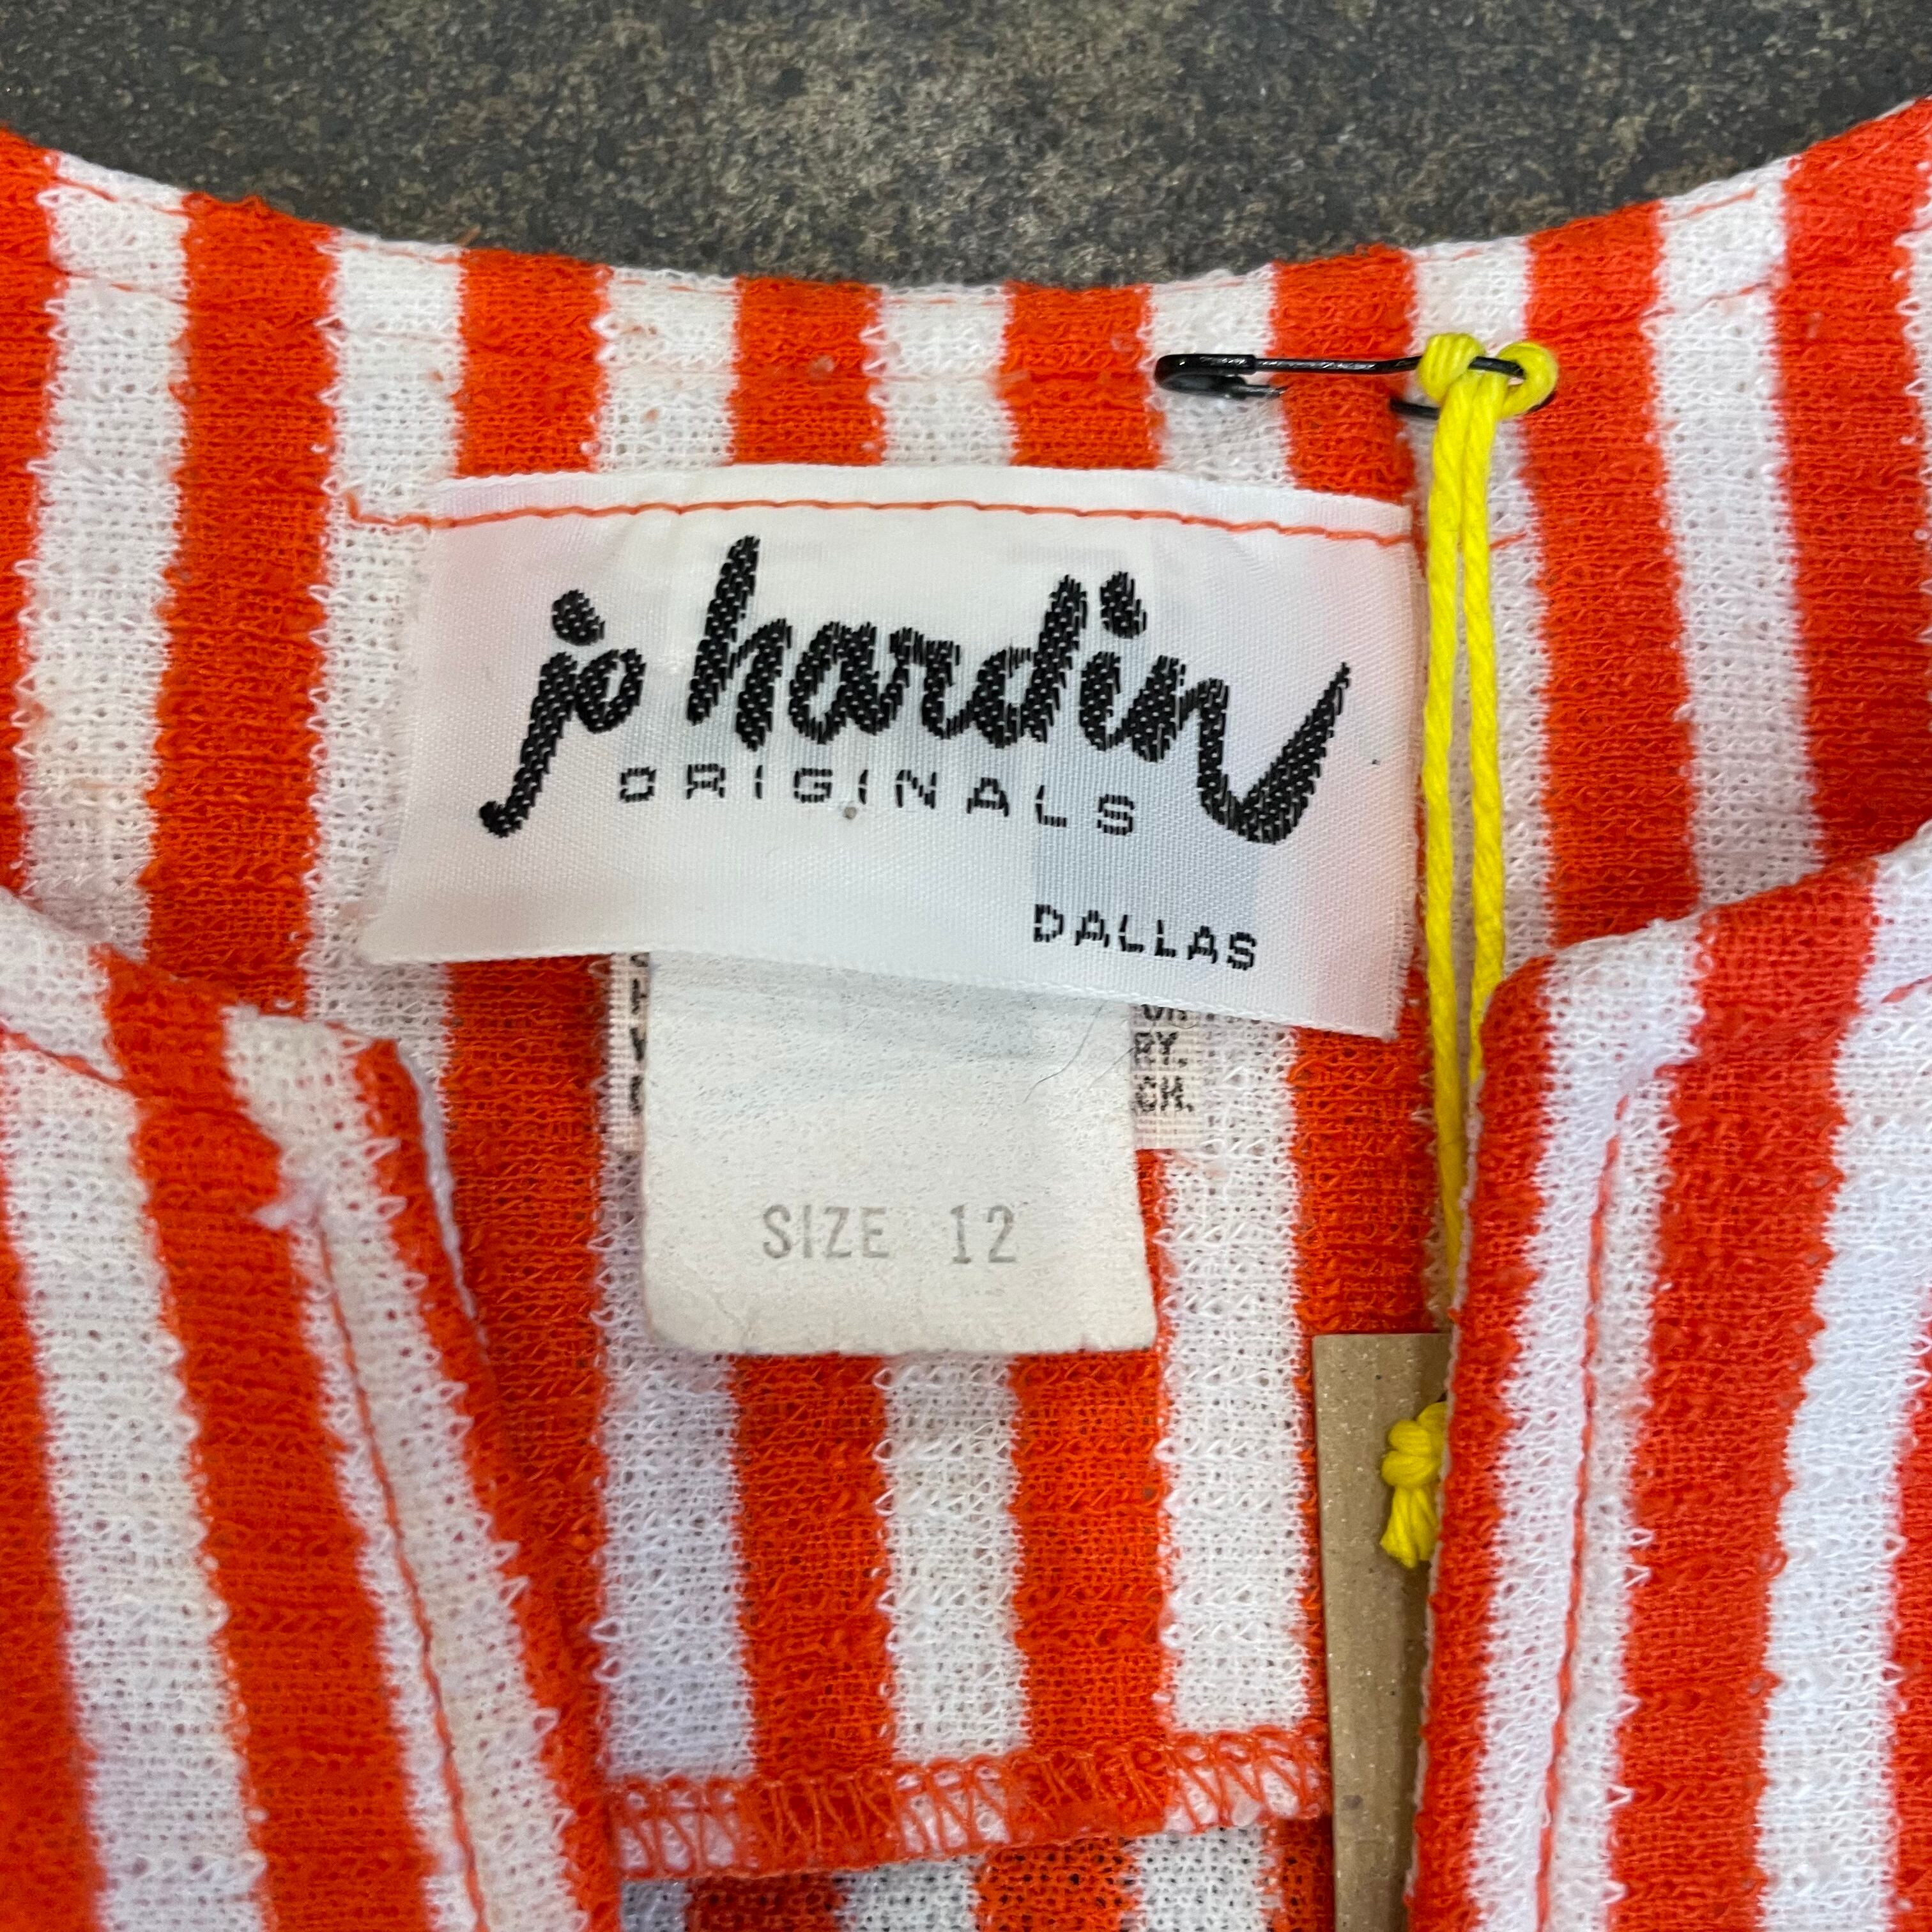 jo hardin
ORIGINALS
DALLAS
SIZE 12